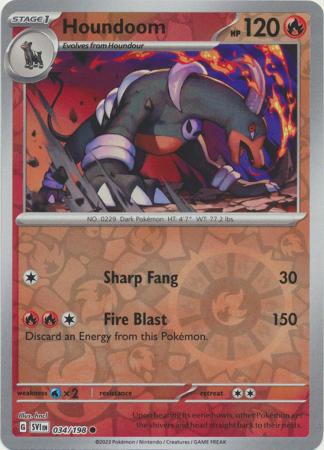 STAGE 1
Houndoom
HP 120
Evolves from Houndour
NO. 0229 Dark Pokémon HT: 4'7" WT: 77.2 lbs.
Sharp Fang 30
Fire Blast 150
Discard an Energy from this Pokémon.
weakness ×2 resistance retreat
Illus. hncl
G SVI EN 034/198
Upon hearing its eerie howls, other Pokémon get
the shivers and head straight back to their nests.
©2023 Pokémon / Nintendo / Creatures / GAME FREAK